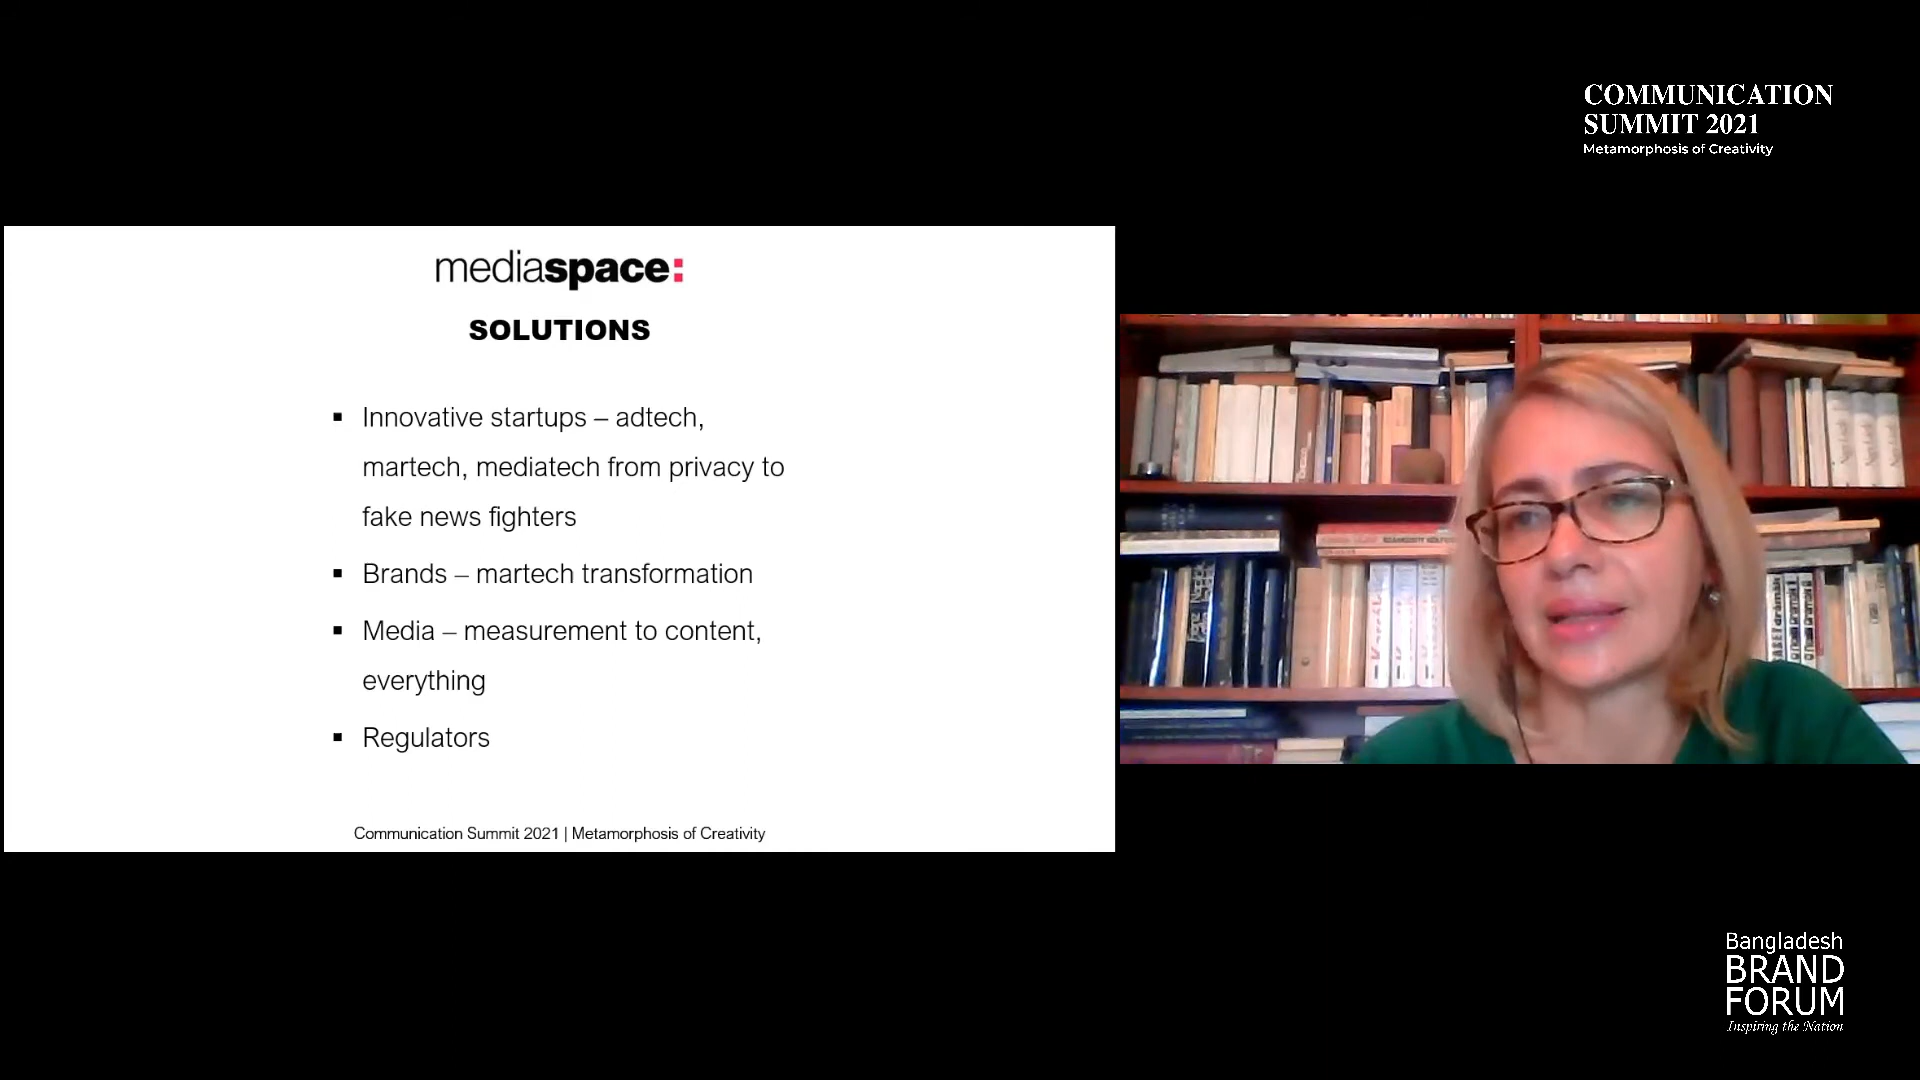 COMMUNICATION
SUMMIT 2021
Metamorphosis of Creativity
mediaspace:
SOLUTIONS
▪ Innovative startups – adtech,
martech, mediatech from privacy to
fake news fighters
▪ Brands – martech transformation
▪ Media – measurement to content,
everything
▪ Regulators
Communication Summit 2021 | Metamorphosis of Creativity
Bangladesh
BRAND
FORUM
Inspiring the Nation